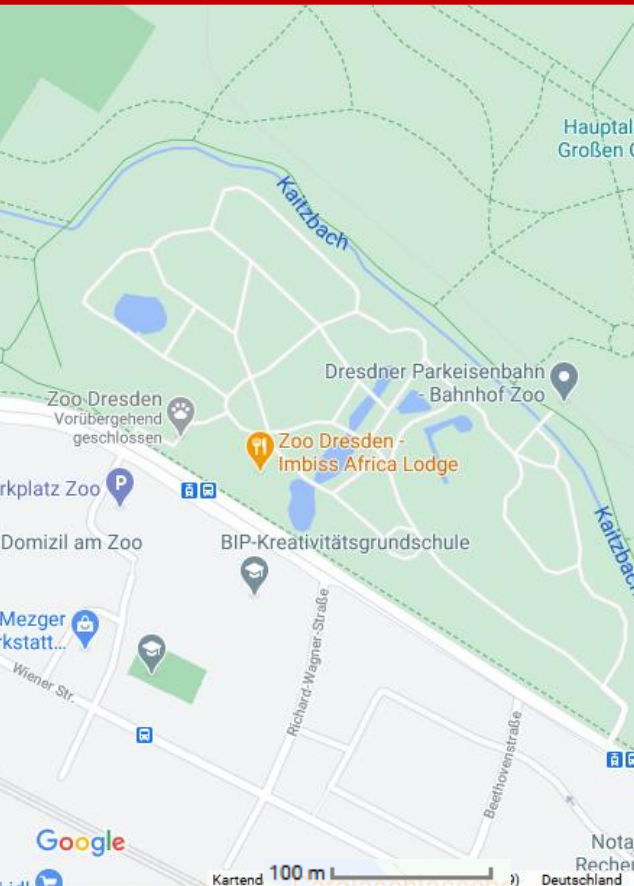 Hauptal
Großen G
Kaitzbach
Dresdner Parkeisenbahn
- Bahnhof Zoo
Zoo Dresden
Vorübergehend
geschlossen
Zoo Dresden -
Imbiss Africa Lodge
rkplatz Zoo
P
Domizil am Zoo
BIP-Kreativitätsgrundschule
Kaitzbach
Mezger
rkstatt...
Wiener Str.
Richard-Wagner-Straße
Beethovenstraße
Google
Nota
Recher
Lidl
Kartend
100 m
Deutschland